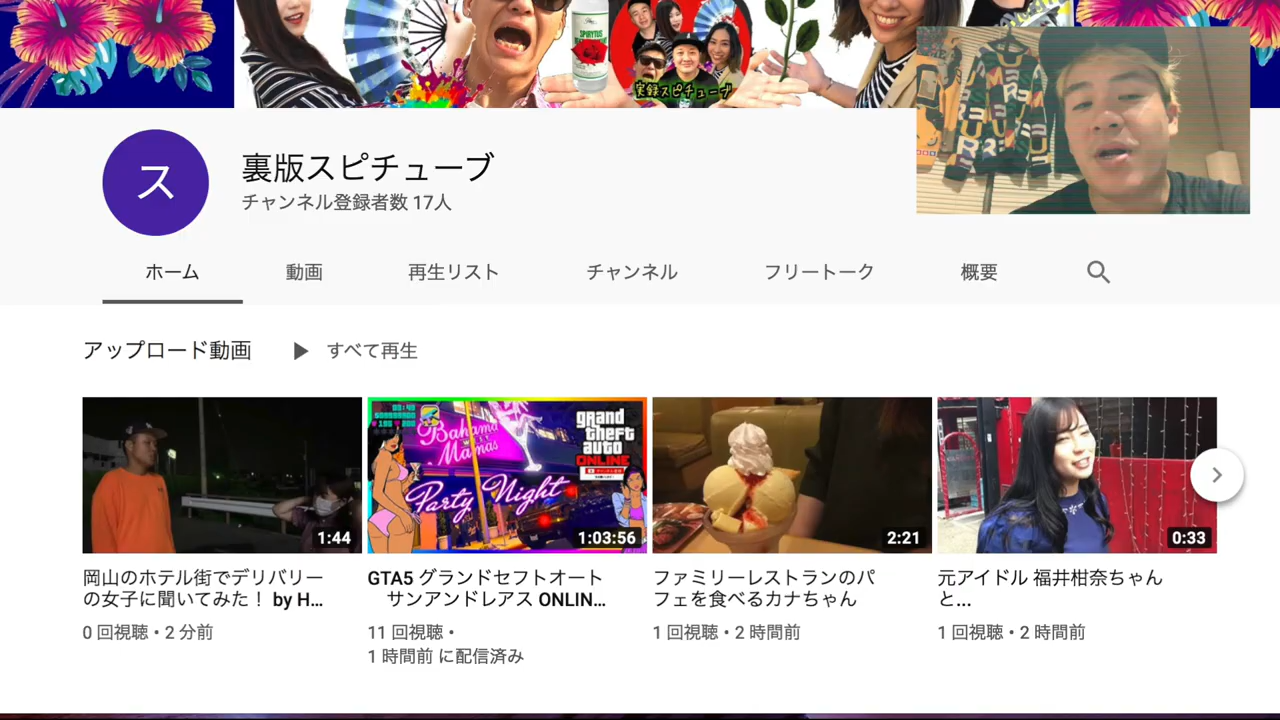 SPIRYTUS
実録スピチューブ
ス
裏版スピチューブ
チャンネル登録者数 17人
ホーム 動画 再生リスト チャンネル フリートーク 概要
アップロード動画 すべて再生
Bahama
Mamas
Party Night
grand
theft
auto
ONLINE
1:44
1:03:56
2:21
0:33
岡山のホテル街でデリバリー
の女子に聞いてみた！ by H...
0 回視聴・2 分前
GTA5 グランドセフトオート
サンアンドレアス ONLIN...
11 回視聴・
1 時間前 に配信済み
ファミリーレストランのパ
フェを食べるカナちゃん
1 回視聴・2 時間前
元アイドル 福井柑奈ちゃん
と...
1 回視聴・2 時間前